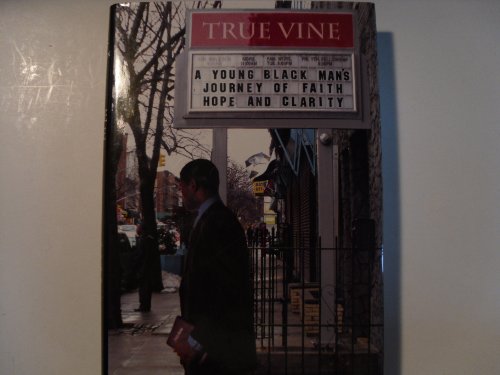 TRUE VINE
A YOUNG BLACK MAN'S
JOURNEY OF FAITH
HOPE AND CLARITY